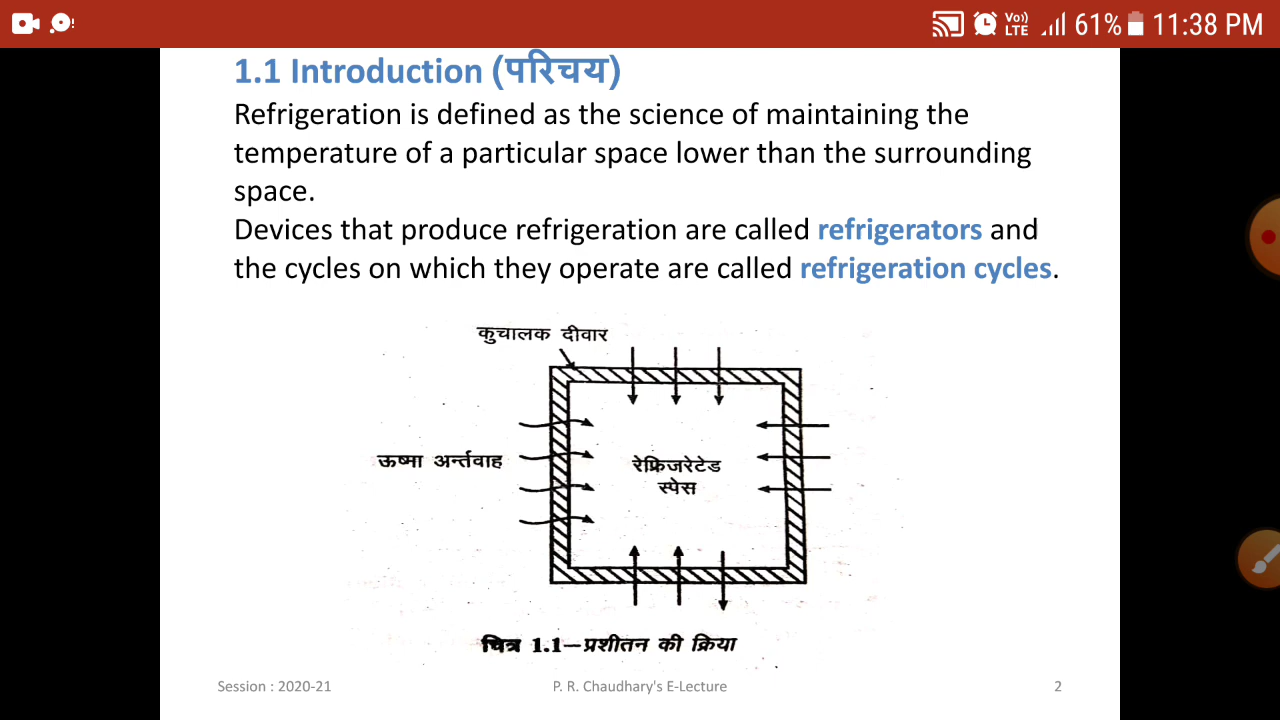 Vo))
LTE
61%
11:38 PM
1.1 Introduction (परिचय)
Refrigeration is defined as the science of maintaining the
temperature of a particular space lower than the surrounding
space.
Devices that produce refrigeration are called refrigerators and
the cycles on which they operate are called refrigeration cycles.
कुचालक दीवार
ऊष्मा अर्न्तवाह
रेफ्रिजरेटेड
स्पेस
चित्र 1.1—प्रशीतन की क्रिया
Session : 2020-21
P. R. Chaudhary's E-Lecture
2